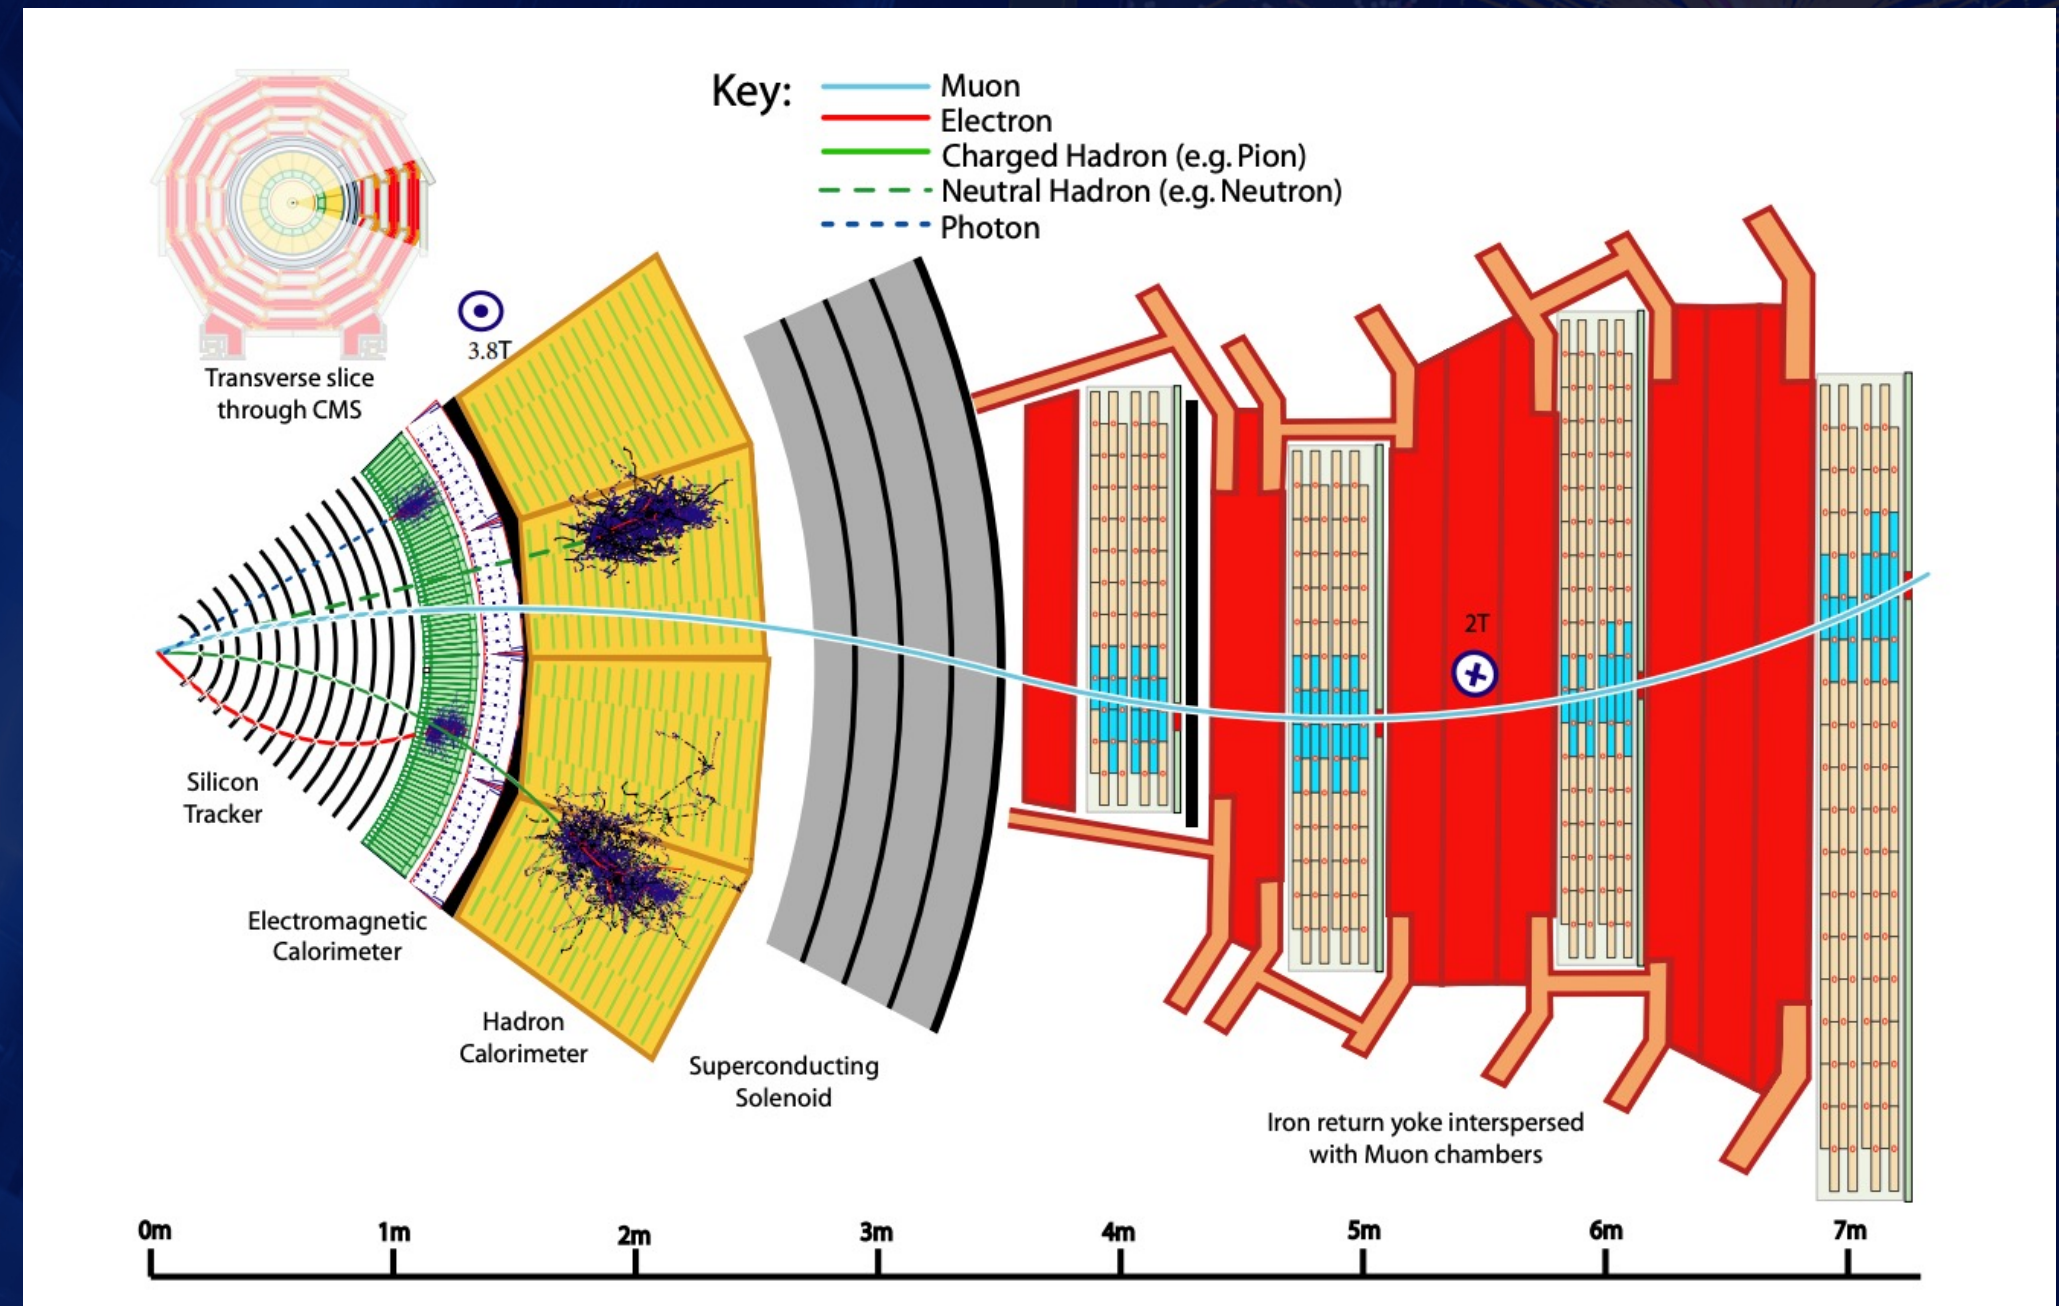 Key:
Muon
Electron
Charged Hadron (e.g. Pion)
Neutral Hadron (e.g. Neutron)
Photon
3.8T
Transverse slice
through CMS
2T
Silicon
Tracker
Electromagnetic
Calorimeter
Hadron
Calorimeter
Superconducting
Solenoid
Iron return yoke interspersed
with Muon chambers
0m 1m 2m 3m 4m 5m 6m 7m